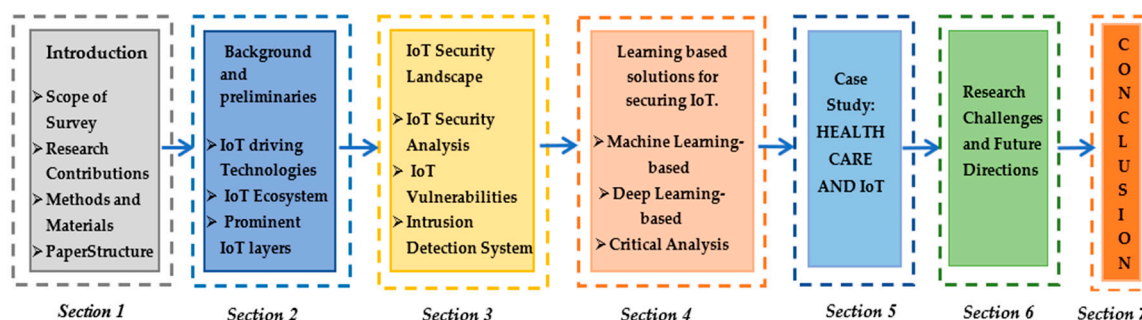 Introduction
➢ Scope of
Survey
➢ Research
Contributions
➢ Methods and
Materials
➢ PaperStructure
Section 1
Background
and
preliminaries
➢ IoT driving
Technologies
➢ IoT Ecosystem
➢ Prominent
IoT layers
Section 2
IoT Security
Landscape
➢ IoT Security
Analysis
➢ IoT
Vulnerabilities
➢ Intrusion
Detection System
Section 3
Learning based
solutions for
securing IoT.
➢ Machine Learning-
based
➢ Deep Learning-
based
➢ Critical Analysis
Section 4
Case
Study:
HEALTH
CARE
AND IoT
Section 5
Research
Challenges
and Future
Directions
Section 6
C
O
N
C
L
U
S
I
O
N
Section 7